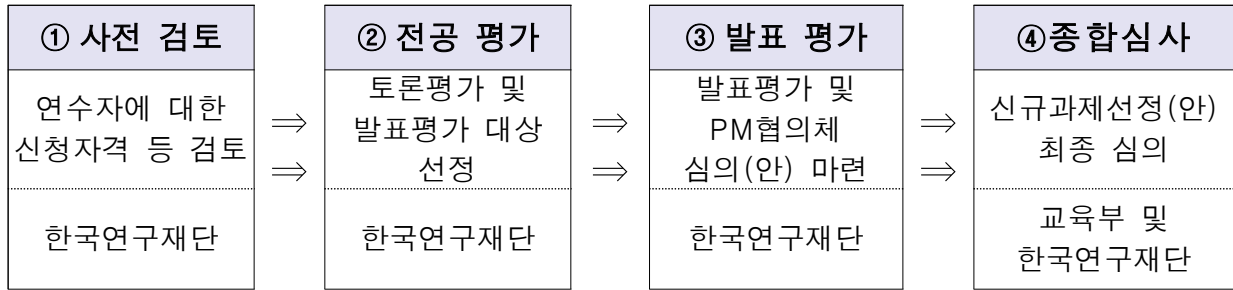 ① 사전 검토
연수자에 대한
신청자격 등 검토
한국연구재단
⇒
⇒
② 전공 평가
토론평가 및
발표평가 대상
선정
한국연구재단
⇒
⇒
③ 발표 평가
발표평가 및
PM협의체
심의(안) 마련
한국연구재단
⇒
⇒
④종합심사
신규과제선정(안)
최종 심의
교육부 및
한국연구재단